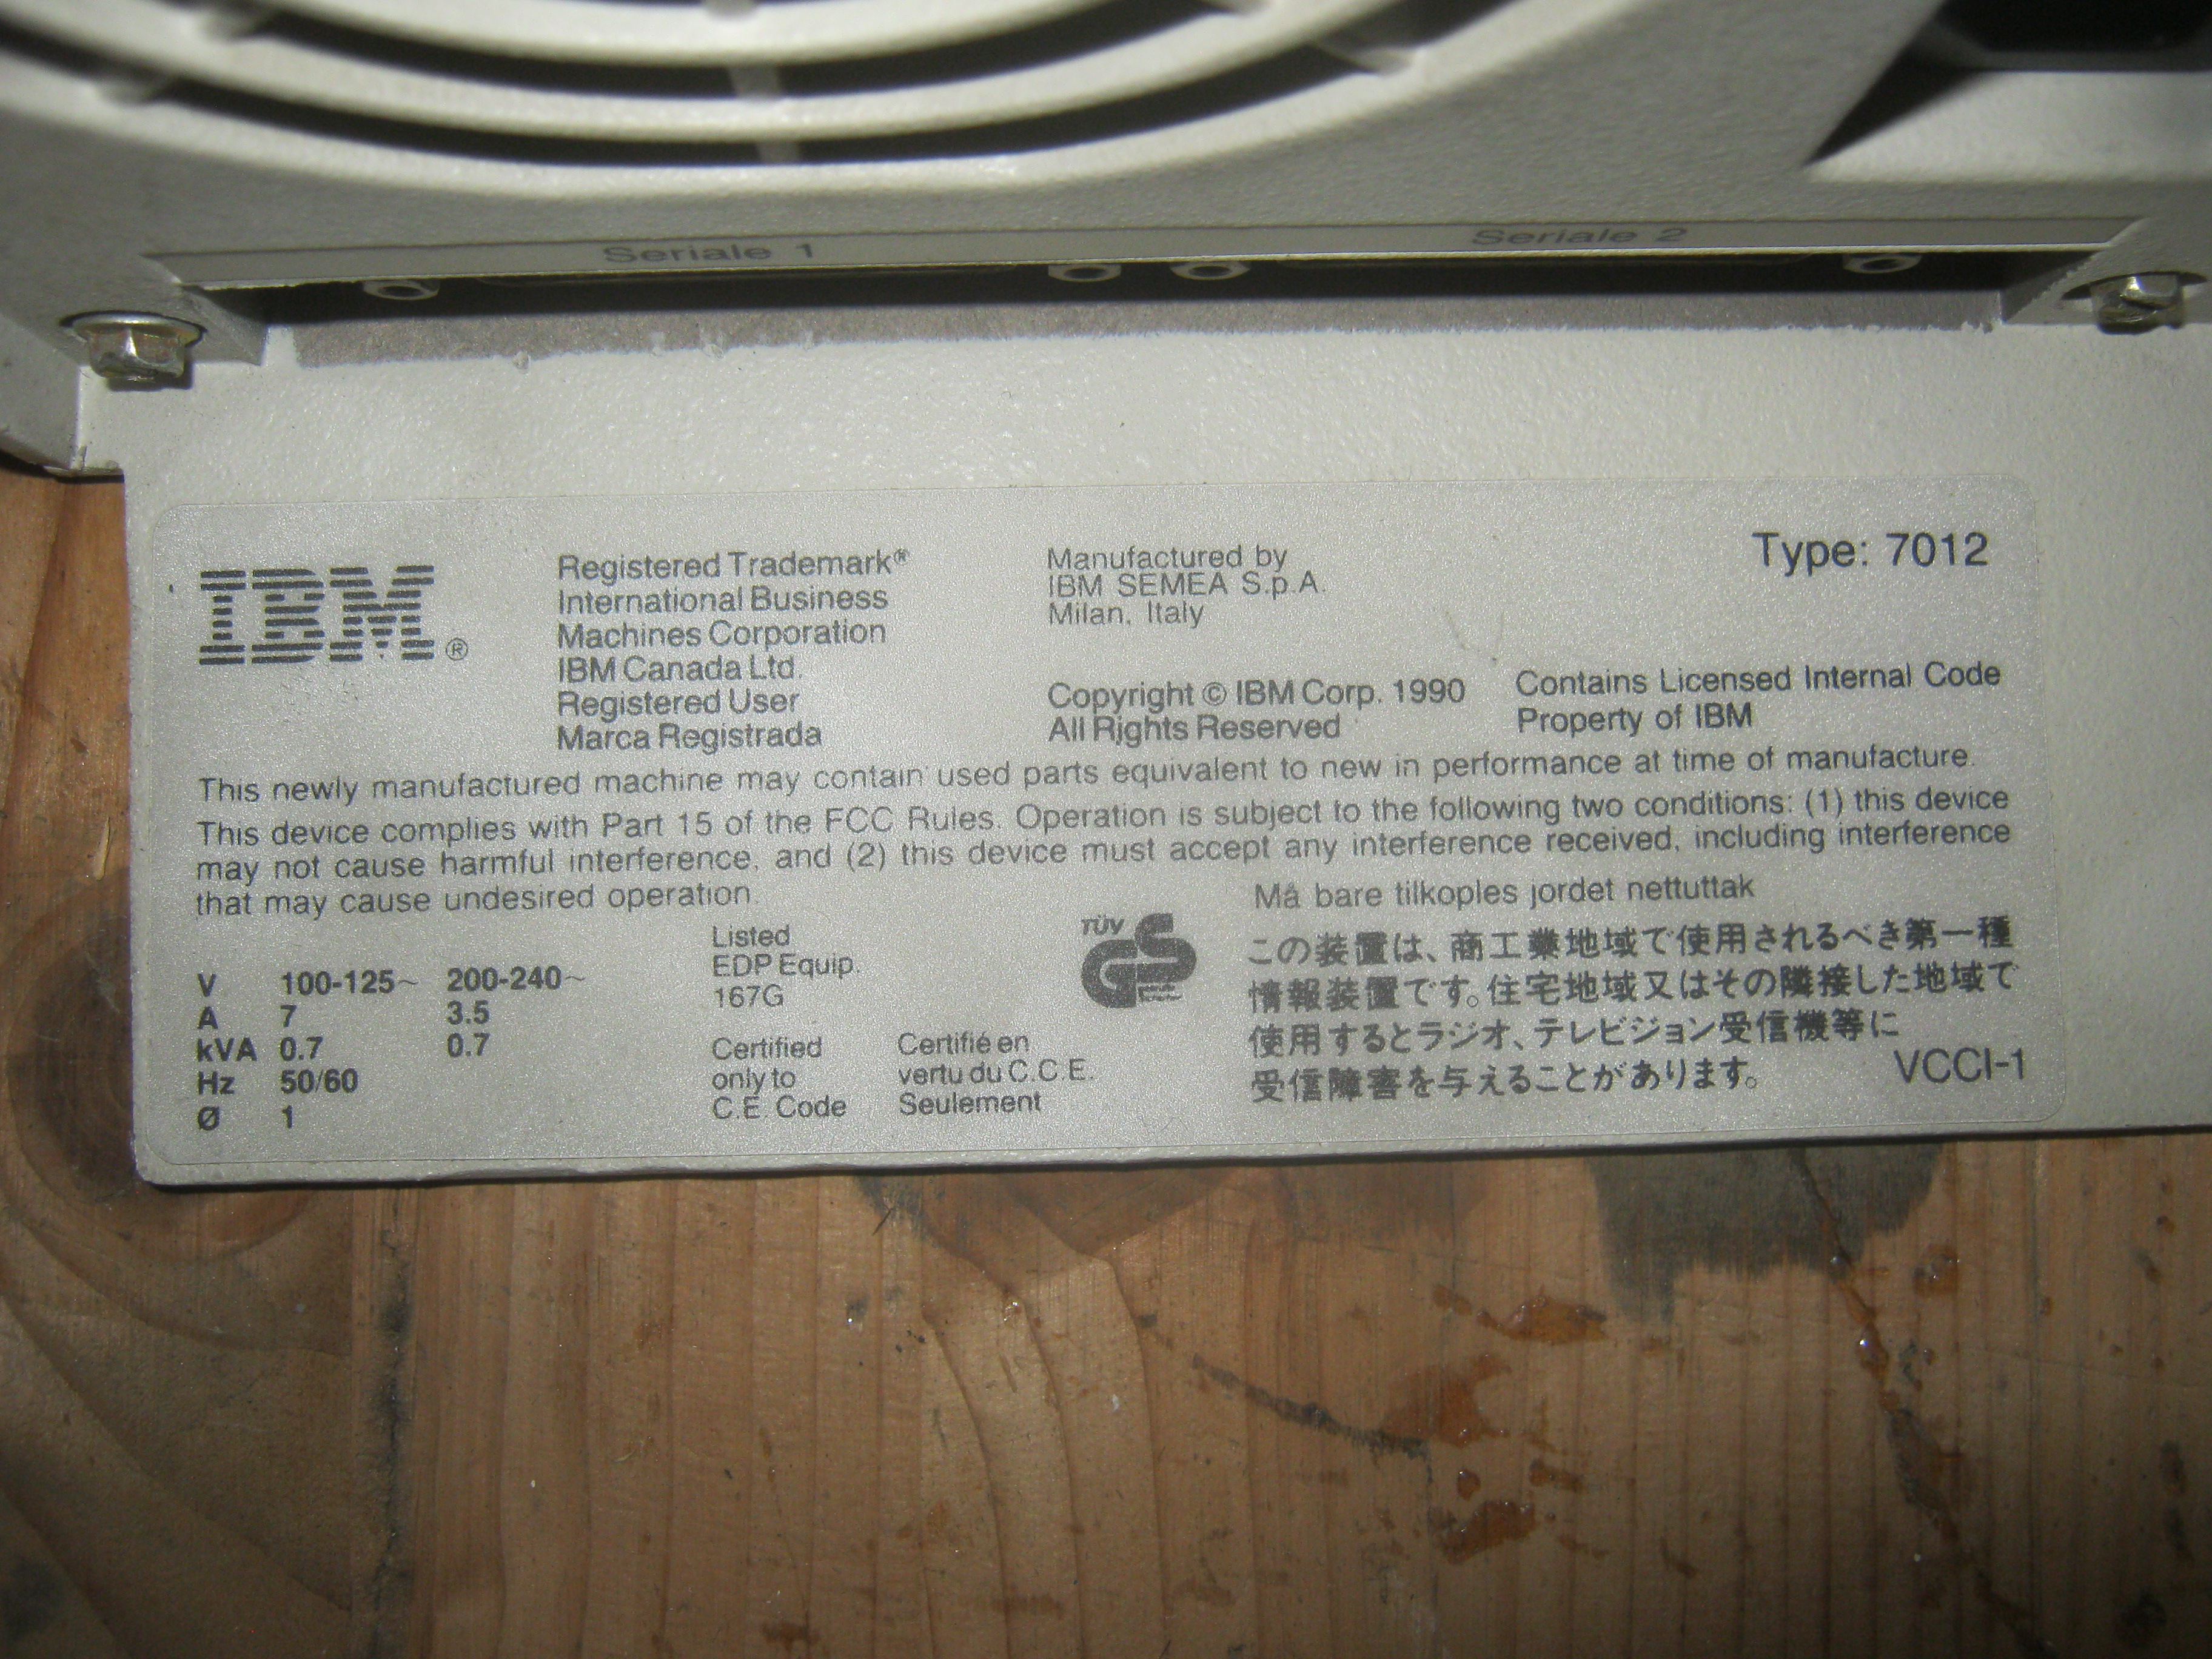 Seriale 1
Seriale 2
IBM®
Registered Trademark®
International Business
Machines Corporation
IBM Canada Ltd.
Registered User
Marca Registrada
Manufactured by
IBM SEMEA S.p.A.
Milan, Italy
Copyright © IBM Corp. 1990
All Rights Reserved
Type: 7012
Contains Licensed Internal Code
Property of IBM
This newly manufactured machine may contain used parts equivalent to new in performance at time of manufacture.
This device complies with Part 15 of the FCC Rules. Operation is subject to the following two conditions: (1) this device
may not cause harmful interference, and (2) this device must accept any interference received, including interference
that may cause undesired operation.
Må bare tilkoples jordet nettuttak
V 100-125~ 200-240~
A 7 3.5
kVA 0.7 0.7
Hz 50/60
Ø 1
Listed
EDP Equip.
167G
Certified
only to
C.E. Code
Certifié en
vertu du C.C.E.
Seulement
TÜV
GS
この装置は、商工業地域で使用されるべき第一種
情報装置です。住宅地域又はその隣接した地域で
使用するとラジオ、テレビジョン受信機等に
受信障害を与えることがあります。
VCCI-1